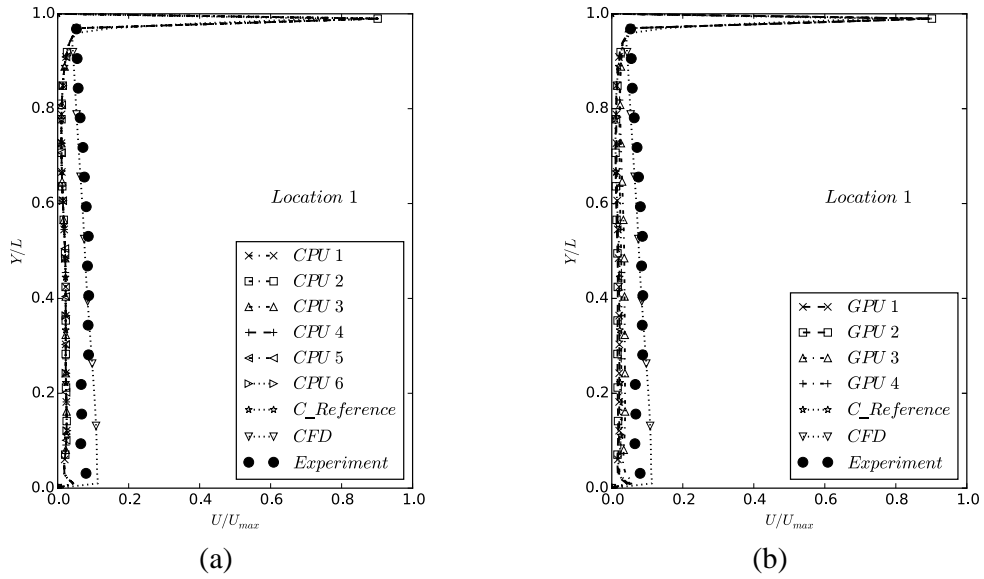 1.0
0.8
0.6
0.4
0.2
0.0
Y/L
0.0 0.2 0.4 0.6 0.8 1.0
U/U_max
Location 1
CPU 1
CPU 2
CPU 3
CPU 4
CPU 5
CPU 6
C_Reference
CFD
Experiment
(a)
1.0
0.8
0.6
0.4
0.2
0.0
Y/L
0.0 0.2 0.4 0.6 0.8 1.0
U/U_max
Location 1
GPU 1
GPU 2
GPU 3
GPU 4
C_Reference
CFD
Experiment
(b)